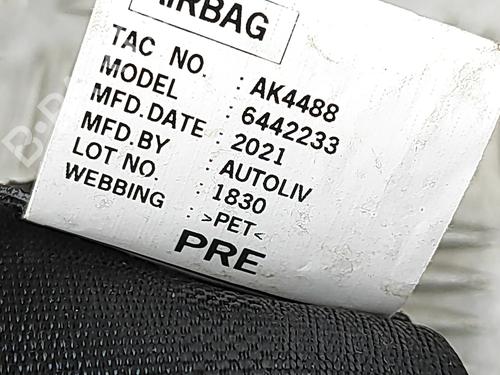 AIRBAG
TAC NO. : AK4488
MODEL : 6442233
MFD.DATE : 2021
MFD.BY : AUTOLIV
LOT NO. : 1830
WEBBING : >PET<
PRE